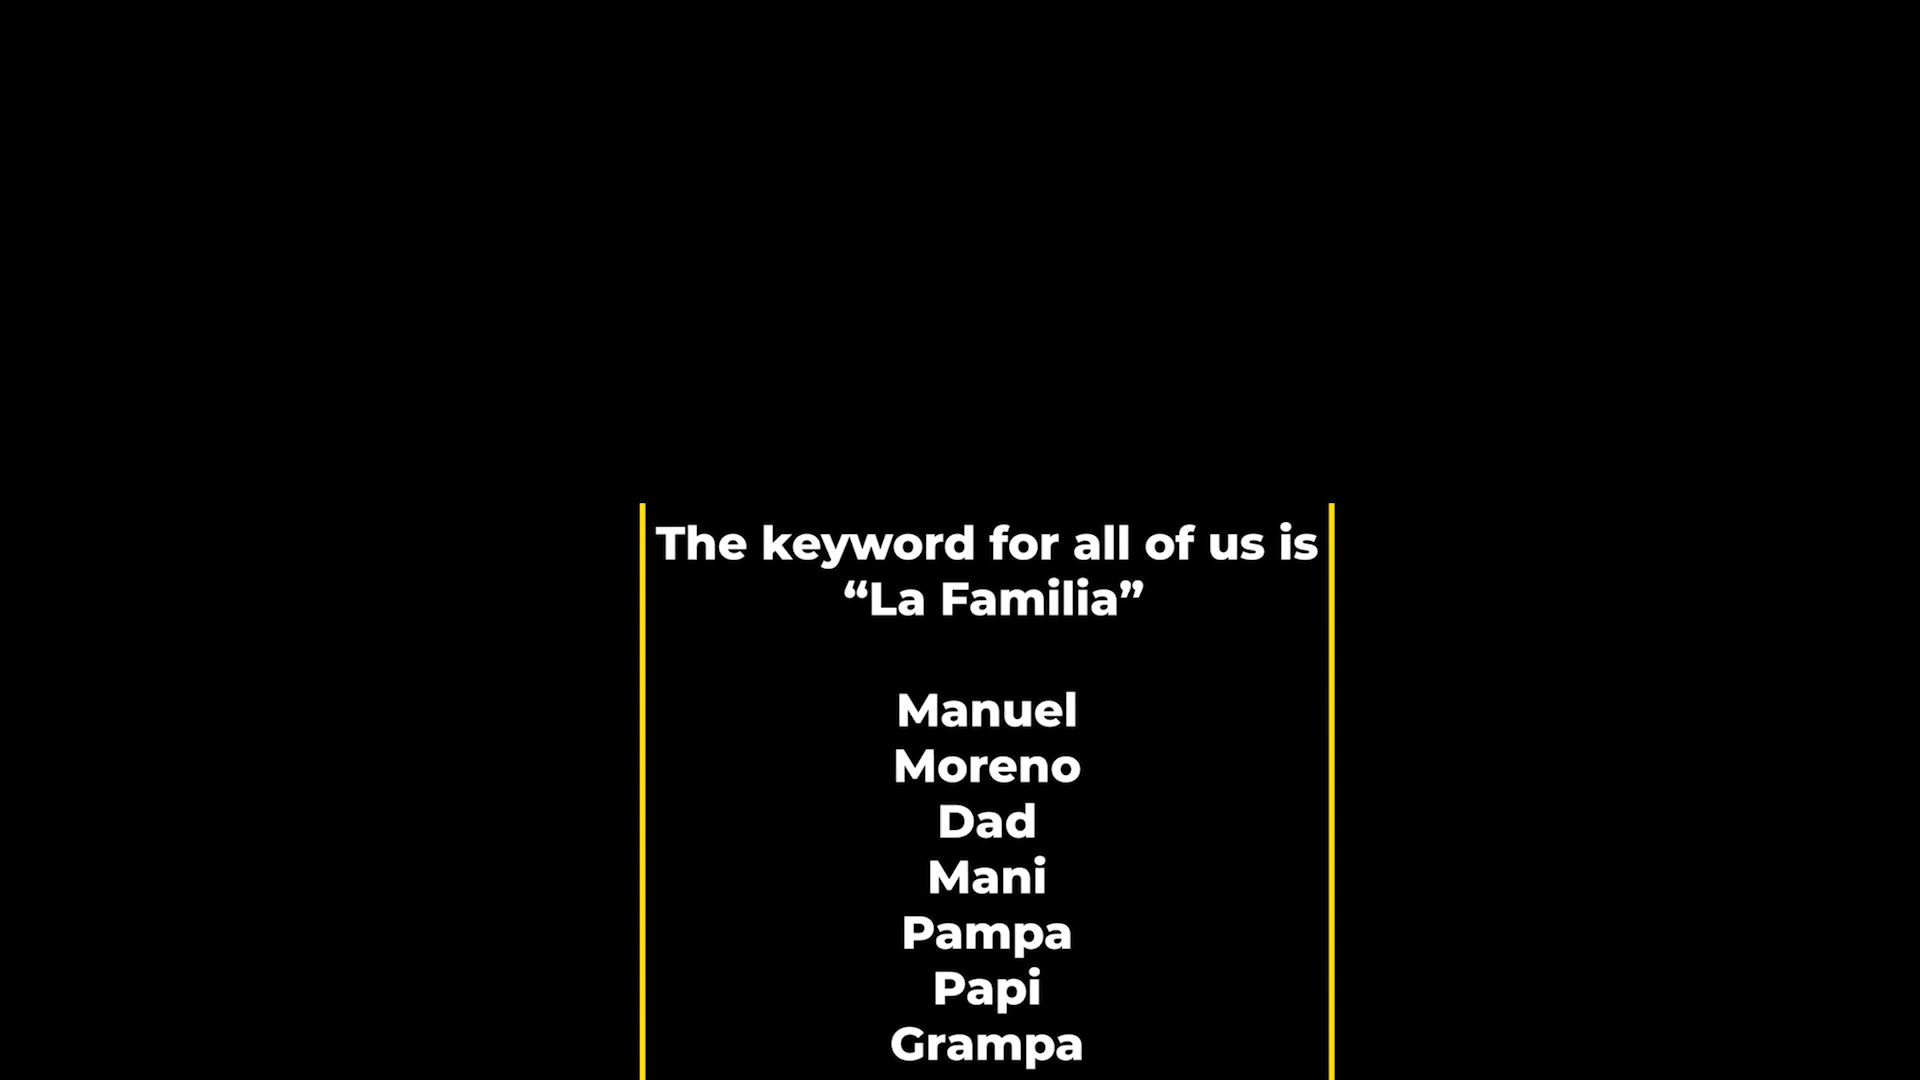 The keyword for all of us is
“La Familia”
Manuel
Moreno
Dad
Mani
Pampa
Papi
Grampa